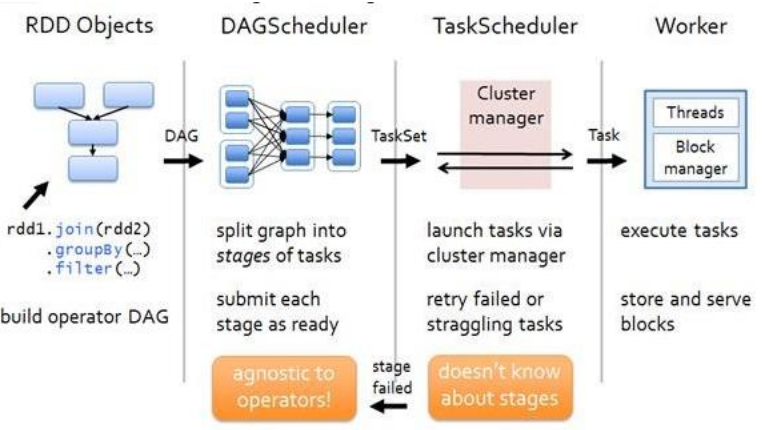 RDD Objects
DAGScheduler
TaskScheduler
Worker
DAG
TaskSet
Cluster
manager
Task
Threads
Block
manager
rdd1.join(rdd2)
.groupBy(…)
.filter(…)
build operator DAG
split graph into
stages of tasks
submit each
stage as ready
agnostic to
operators!
launch tasks via
cluster manager
retry failed or
straggling tasks
stage
failed
doesn't know
about stages
execute tasks
store and serve
blocks